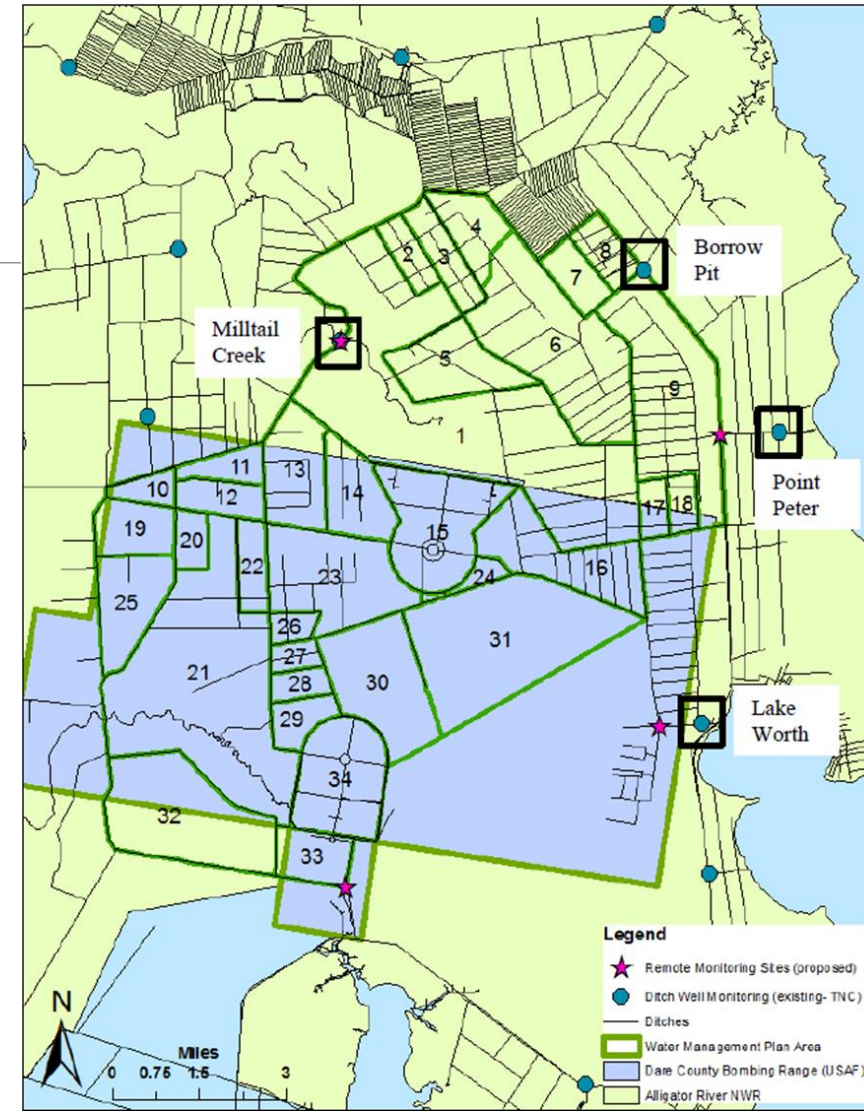 Borrow
Pit
Milltail
Creek
Point
Peter
Lake
Worth
1
2
3
4
5
6
7
8
9
10
11
12
13
14
15
16
17
18
19
20
21
22
23
24
25
26
27
28
29
30
31
32
33
34
N
Miles
0 0.75 1.5 3
Legend
Remote Monitoring Sites (proposed)
Ditch Well Monitoring (existing- TNC)
Ditches
Water Management Plan Area
Dare County Bombing Range (USAF)
Alligator River NWR